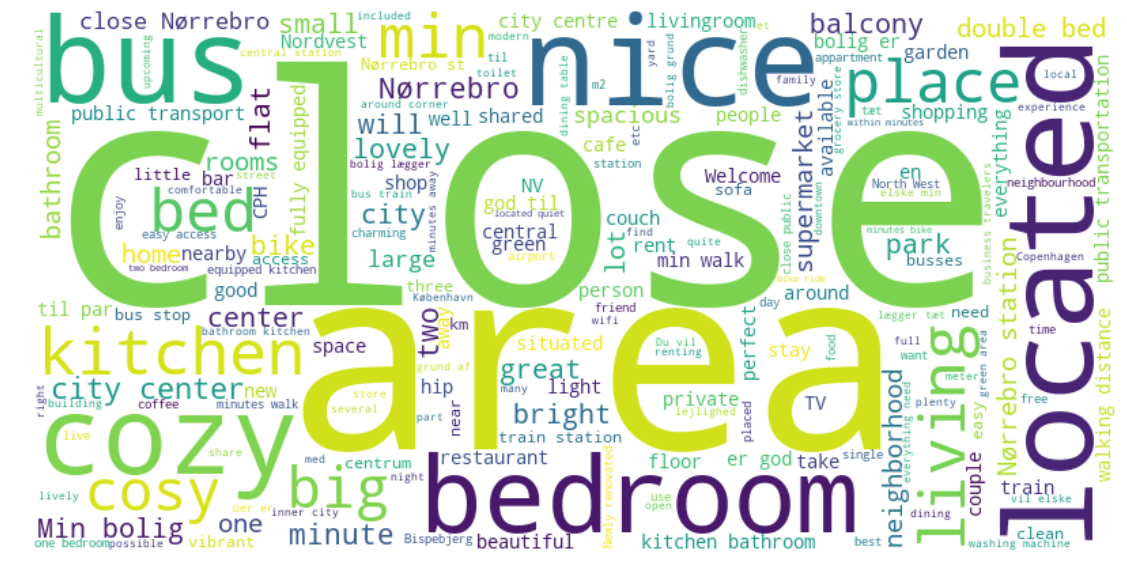 close Nørrebro
small
included
min
city centre
livingroom
balcony
double bed
bus
Nordvest
modern
et
nice
bolig er
garden
multicultural
upcoming
central station
Nørrebro st
til
toilet
yard
dishwasher
appartment
family
place
local
public transport
flat
Nørrebro
m2
dining table
bolig grund
grocery store
tæt
shopping
experience
around corner
will
well
shared
spacious
people
available
within minutes
bathroom
rooms
fully equipped
lovely
cafe
etc
supermarket
everything
public transportation
close
bolig lægger
station
little
bar
street
shop
NV
Welcome
en
North West
neighbourhood
located
comfortable
CPH
bus train
minutes away
god til
sofa
downtown
elske min
travelers
bed
city
located quiet
couch
enjoy
charming
central
find
rent
quite
close public
minutes bike
easy access
bike
green
lot
park
home
nearby
access
large
airport
min walk
busses
business
Copenhagen
two bedroom
equipped kitchen
bike ride
good
three
København
person
day
around
til par
bus stop
center
two
away
km
friend
wifi
perfect
lægger tæt
need
Nørrebro station
time
bathroom kitchen
space
situated
Du vil
renting
stay
food
full
want
green area
kitchen
area
grund af
great
light
private
living
meter
city center
new
hip
many
lejlighed
TV
neighborhood
plenty
easy
free
walking distance
right
building
coffee
minutes walk
store
several
near
part
bright
placed
everything need
cozy
live
train station
share
med
centrum
restaurant
floor
er god
take
single
couple
train
vil elske
cosy
big
night
bedroom
use
open
lively
Der er
inner city
Newly renovated
dining
Min bolig
one
minute
Bispebjerg
best
clean
one bedroom
possible
vibrant
beautiful
kitchen bathroom
washing machine